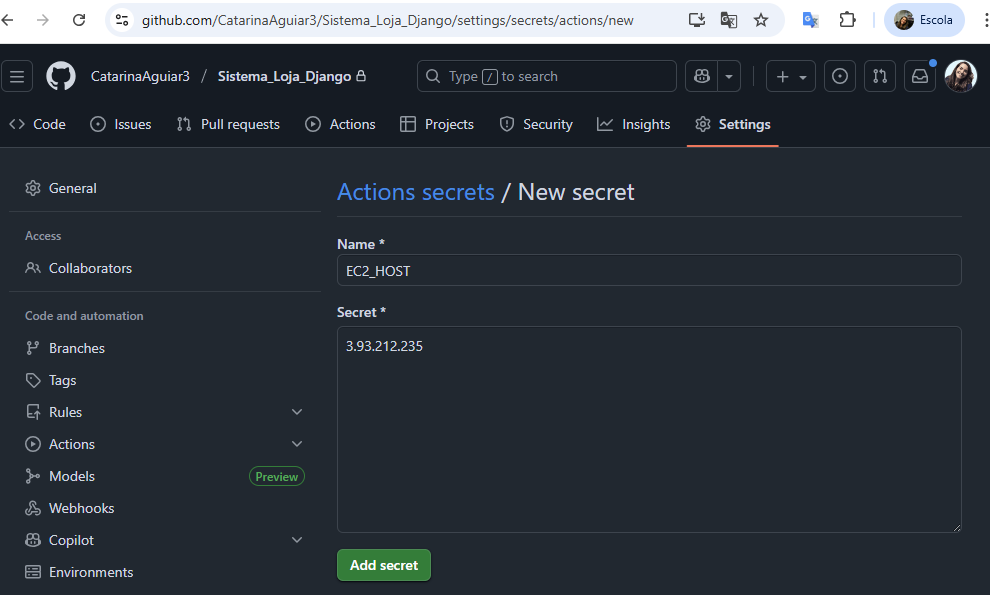 github.com/CatarinaAguiar3/Sistema_Loja_Django/settings/secrets/actions/new
Escola
CatarinaAguiar3 / Sistema_Loja_Django
Type / to search
Code
Issues
Pull requests
Actions
Projects
Security
Insights
Settings
General
Access
Collaborators
Code and automation
Branches
Tags
Rules
Actions
Models Preview
Webhooks
Copilot
Environments
Actions secrets / New secret
Name *
EC2_HOST
Secret *
3.93.212.235
Add secret